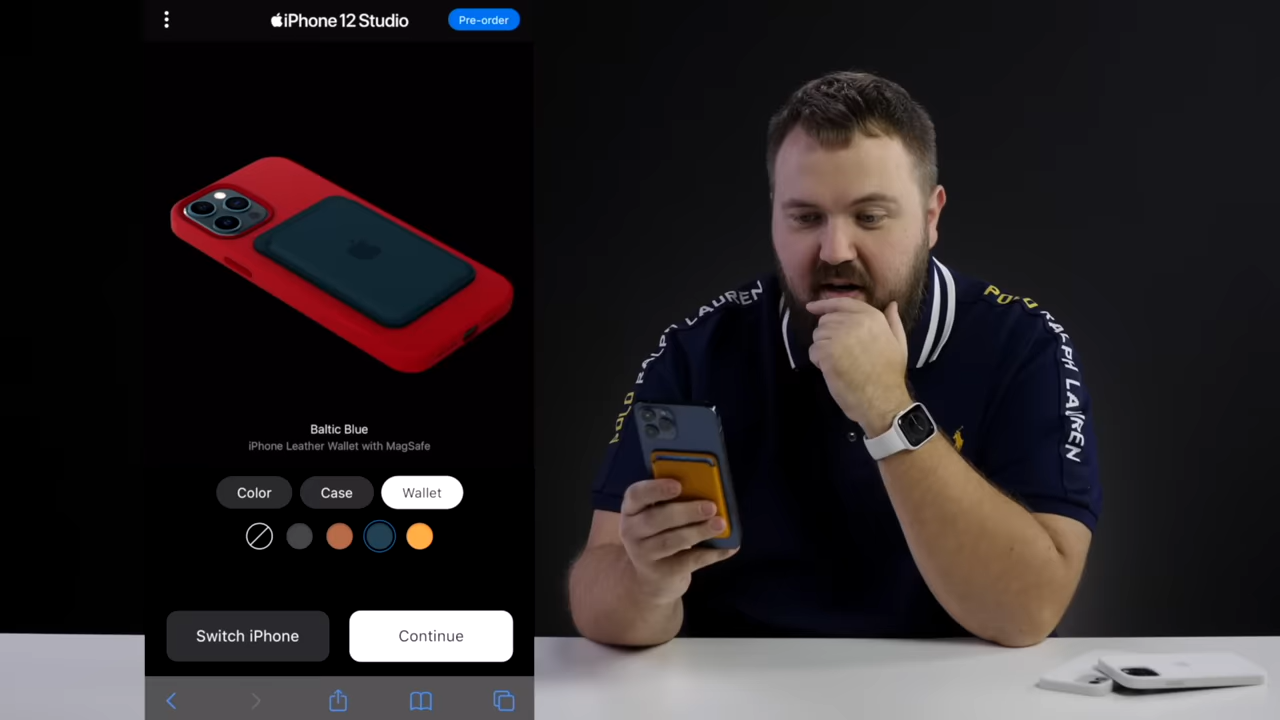 iPhone 12 Studio
Pre-order
Baltic Blue
iPhone Leather Wallet with MagSafe
Color
Case
Wallet
Switch iPhone
Continue
POLO RALPH LAUREN
POLO RALPH LAUREN